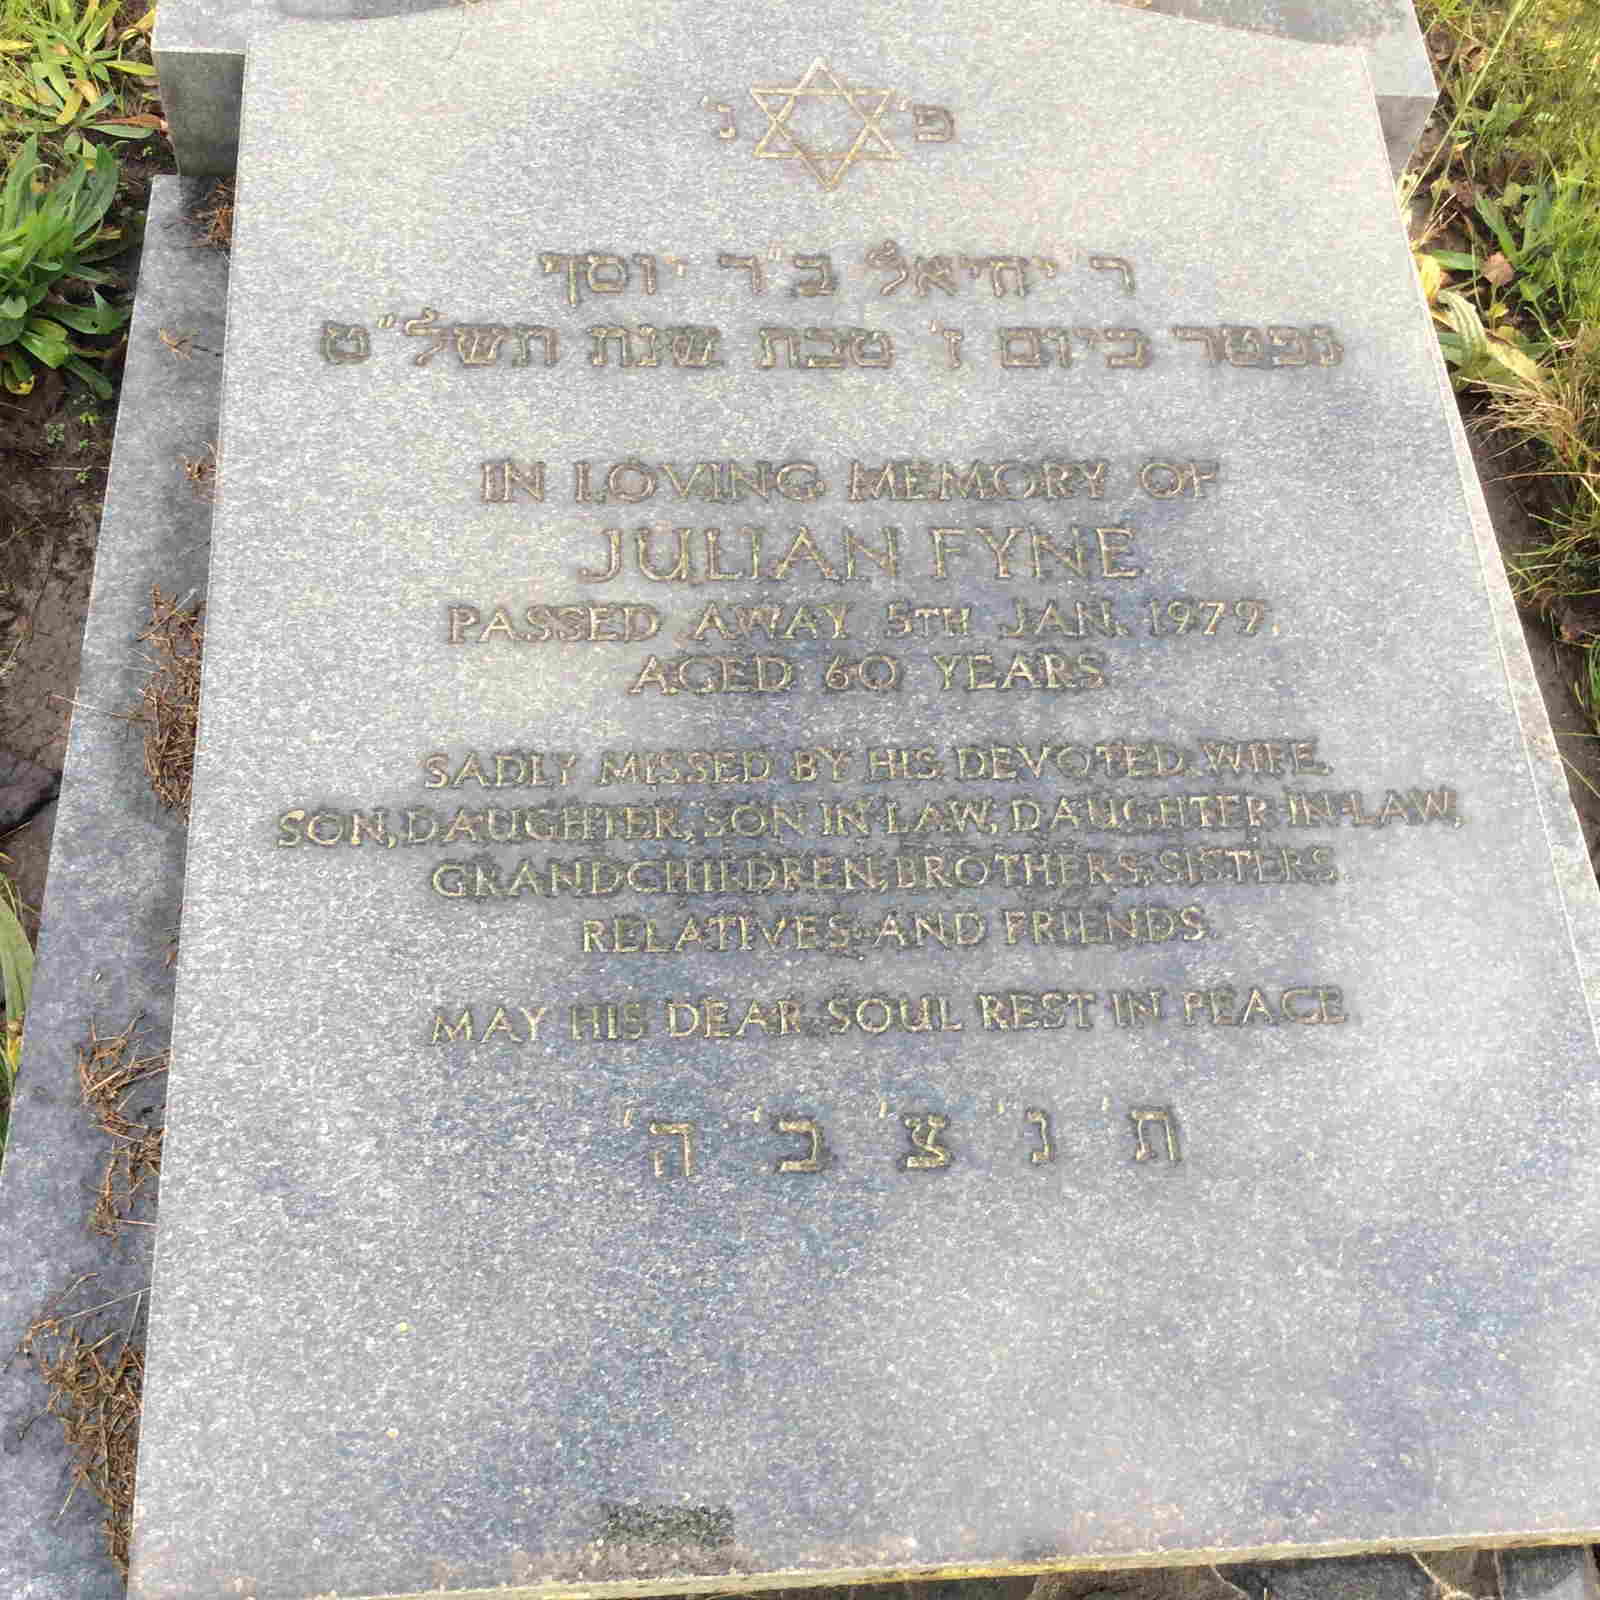 פ' נ'
ר' יחיאל ב"ר יוסף
נפטר ביום ז' טבת שנת תשל"ט
IN LOVING MEMORY OF
JULIAN FYNE
PASSED AWAY 5TH JAN. 1979.
AGED 60 YEARS
SADLY MISSED BY HIS DEVOTED WIFE,
SON, DAUGHTER, SON IN LAW, DAUGHTER IN-LAW,
GRANDCHILDREN, BROTHERS, SISTERS,
RELATIVES AND FRIENDS.
MAY HIS DEAR SOUL REST IN PEACE
ת' נ' צ' ב' ה'